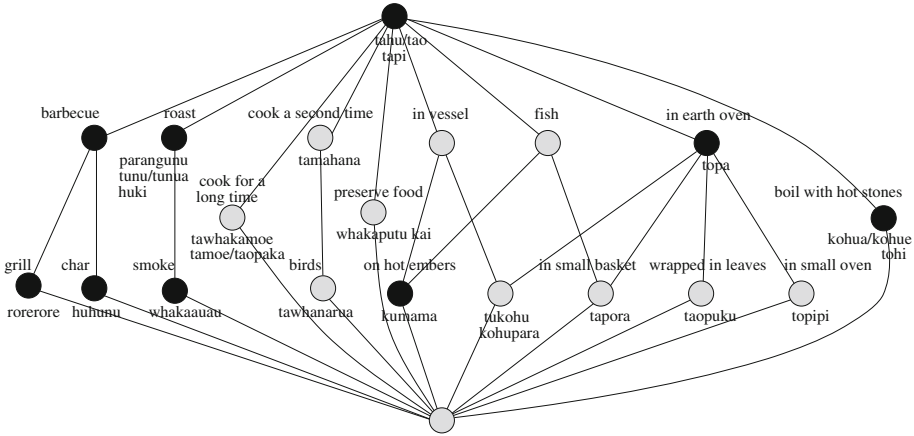 tahu/tao
tapi
barbecue
roast
cook a second time
in vessel
fish
in earth oven
parangunu
tunu/tunua
huki
tamahana
topa
cook for a
long time
preserve food
boil with hot stones
tawhakamoe
tamoe/taopaka
whakaputu kai
kohua/kohue
tohi
grill
char
smoke
birds
on hot embers
in small basket
wrapped in leaves
in small oven
rorerore
huhunu
whakaauau
tawhanarua
kumama
tukohu
kohupara
tapora
taopuku
topipi